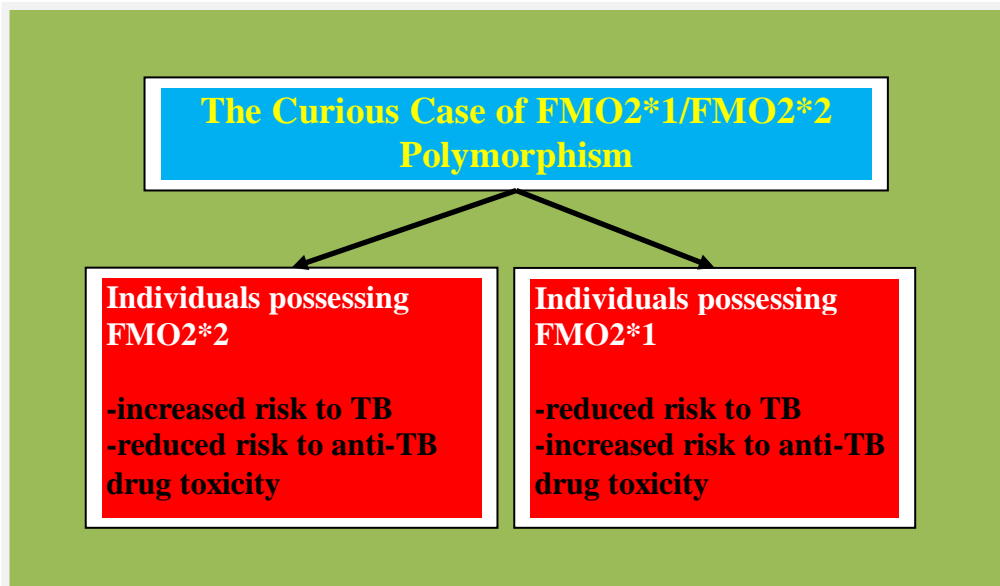 The Curious Case of FMO2*1/FMO2*2
Polymorphism
Individuals possessing
FMO2*2
-increased risk to TB
-reduced risk to anti-TB
drug toxicity
Individuals possessing
FMO2*1
-reduced risk to TB
-increased risk to anti-TB
drug toxicity